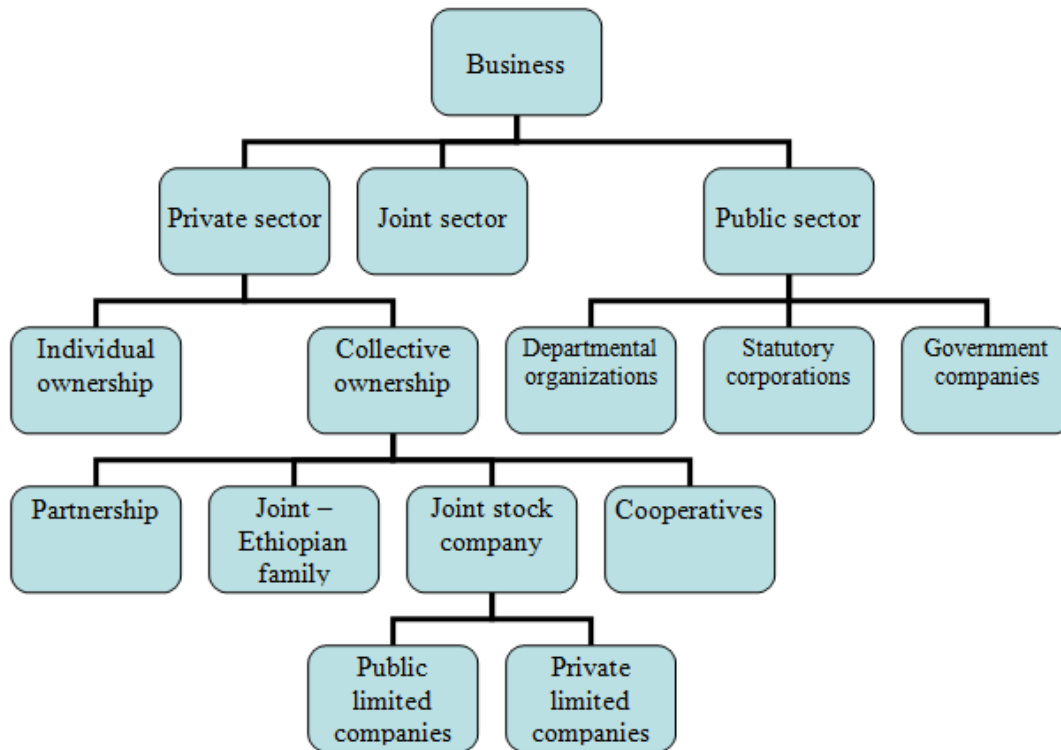 Business
Private sector
Joint sector
Public sector
Individual
ownership
Collective
ownership
Departmental
organizations
Statutory
corporations
Government
companies
Partnership
Joint –
Ethiopian
family
Joint stock
company
Cooperatives
Public
limited
companies
Private
limited
companies